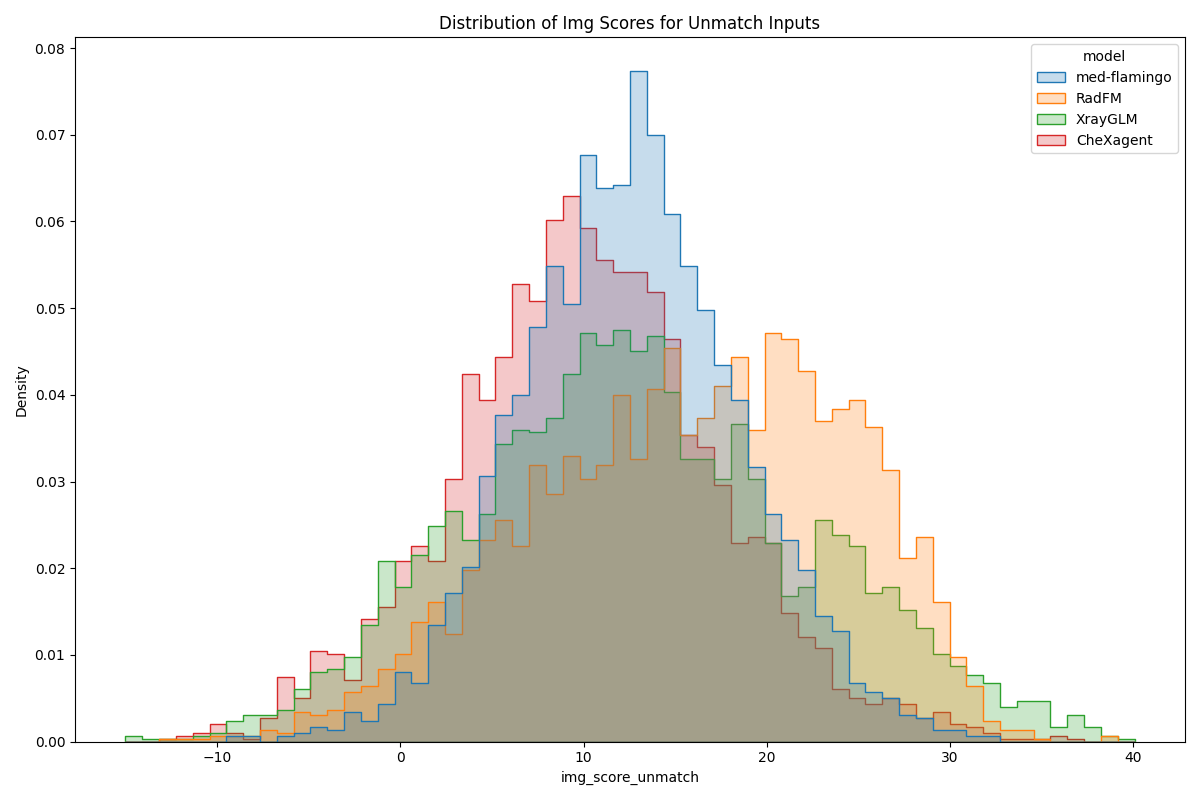 Distribution of Img Scores for Unmatch Inputs
model
med-flamingo
RadFM
XrayGLM
CheXagent
Density
0.08
0.07
0.06
0.05
0.04
0.03
0.02
0.01
0.00
−10
0
10
20
30
40
img_score_unmatch